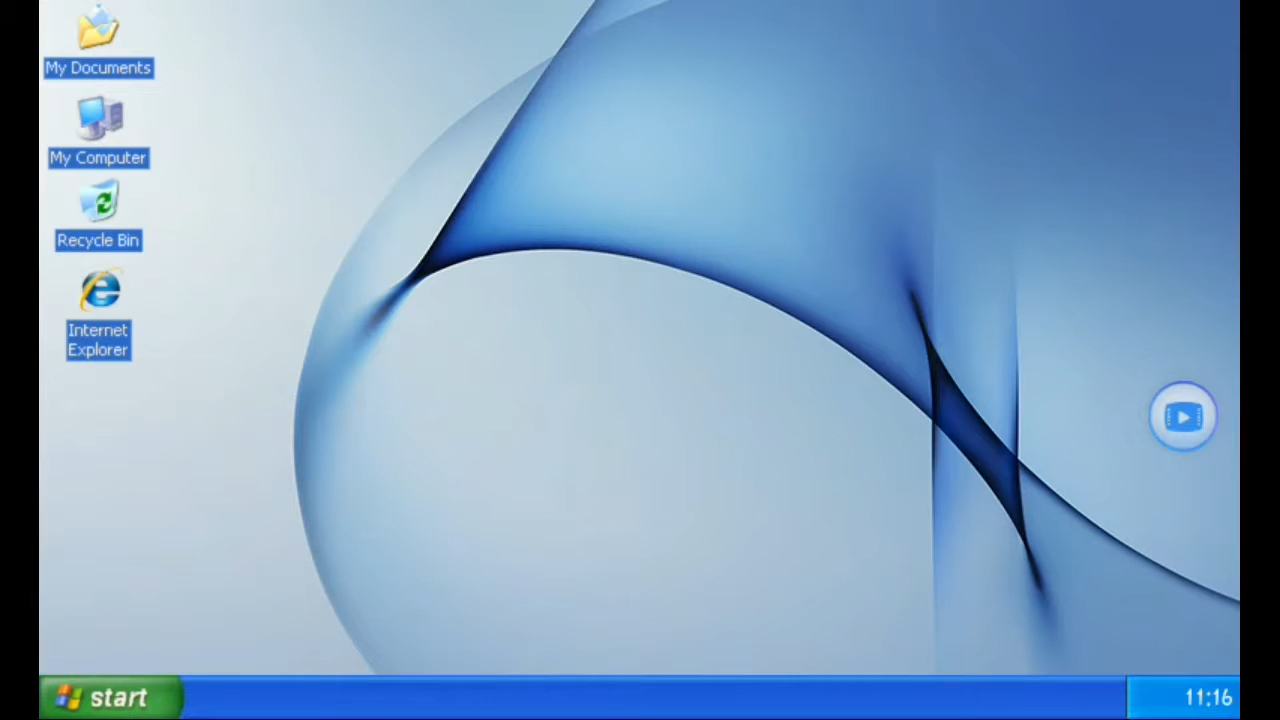 My Documents
My Computer
Recycle Bin
Internet
Explorer
start
11:16